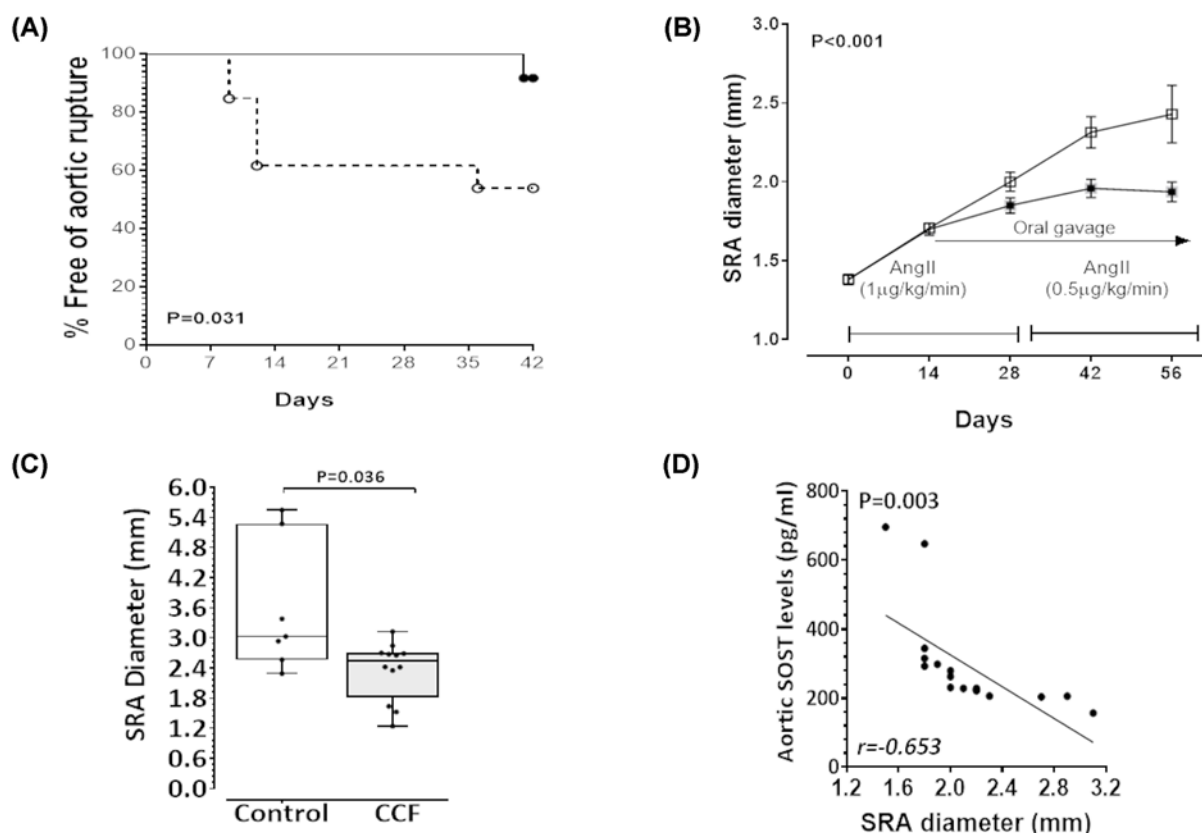 (A)
% Free of aortic rupture
100
80
60
40
20
0
P=0.031
0 7 14 21 28 35 42
Days
(B)
P<0.001
SRA diameter (mm)
3.0
2.5
2.0
1.5
1.0
Oral gavage
AngII
(1μg/kg/min)
AngII
(0.5μg/kg/min)
0 14 28 42 56
Days
(C)
P=0.036
SRA Diameter (mm)
6.0
5.4
4.8
4.2
3.6
3.0
2.4
1.8
1.2
0.6
0.0
Control CCF
(D)
Aortic SOST levels (pg/ml)
800
600
400
200
0
P=0.003
r=-0.653
1.2 1.6 2.0 2.4 2.8 3.2
SRA diameter (mm)